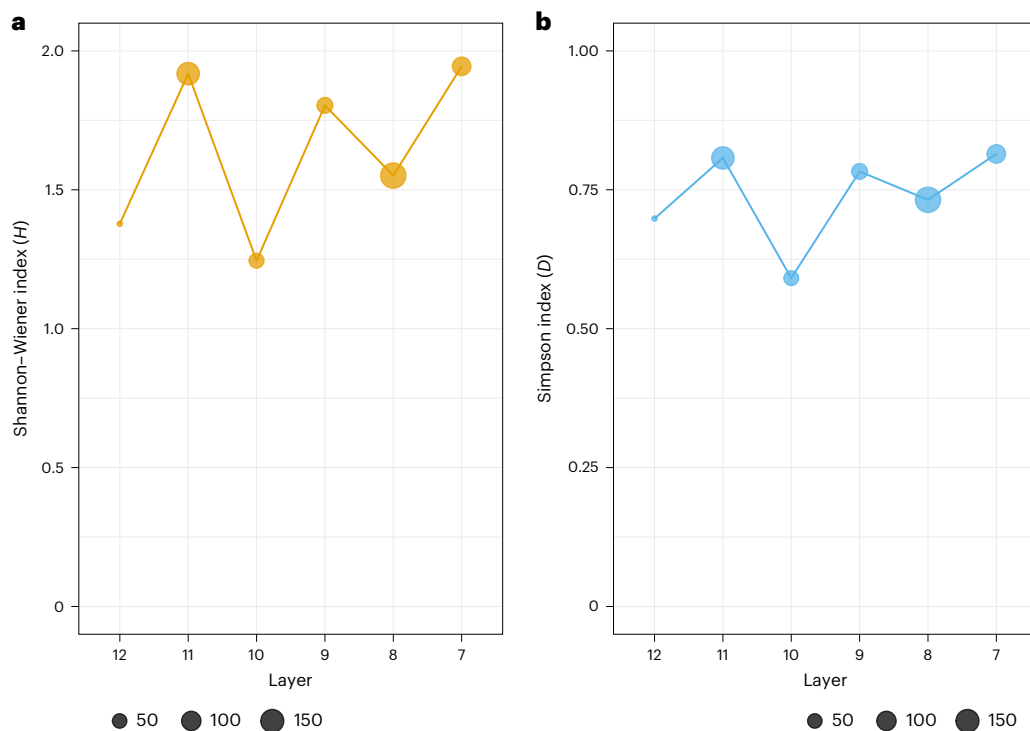 a
2.0
1.5
1.0
0.5
0
Shannon–Wiener index (H)
12 11 10 9 8 7
Layer
50 100 150
b
1.00
0.75
0.50
0.25
0
Simpson index (D)
12 11 10 9 8 7
Layer
50 100 150